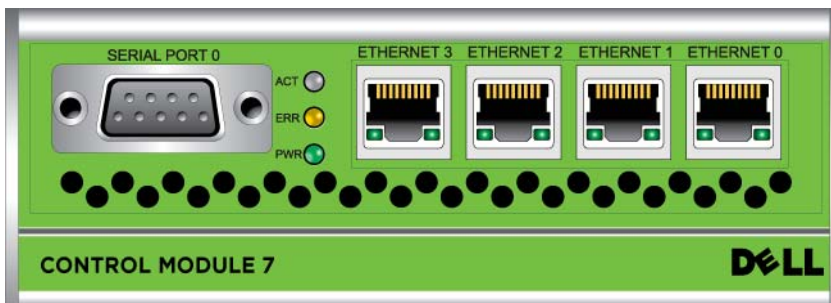 SERIAL PORT 0
ACT
ERR
PWR
ETHERNET 3 ETHERNET 2 ETHERNET 1 ETHERNET 0
CONTROL MODULE 7
DELL